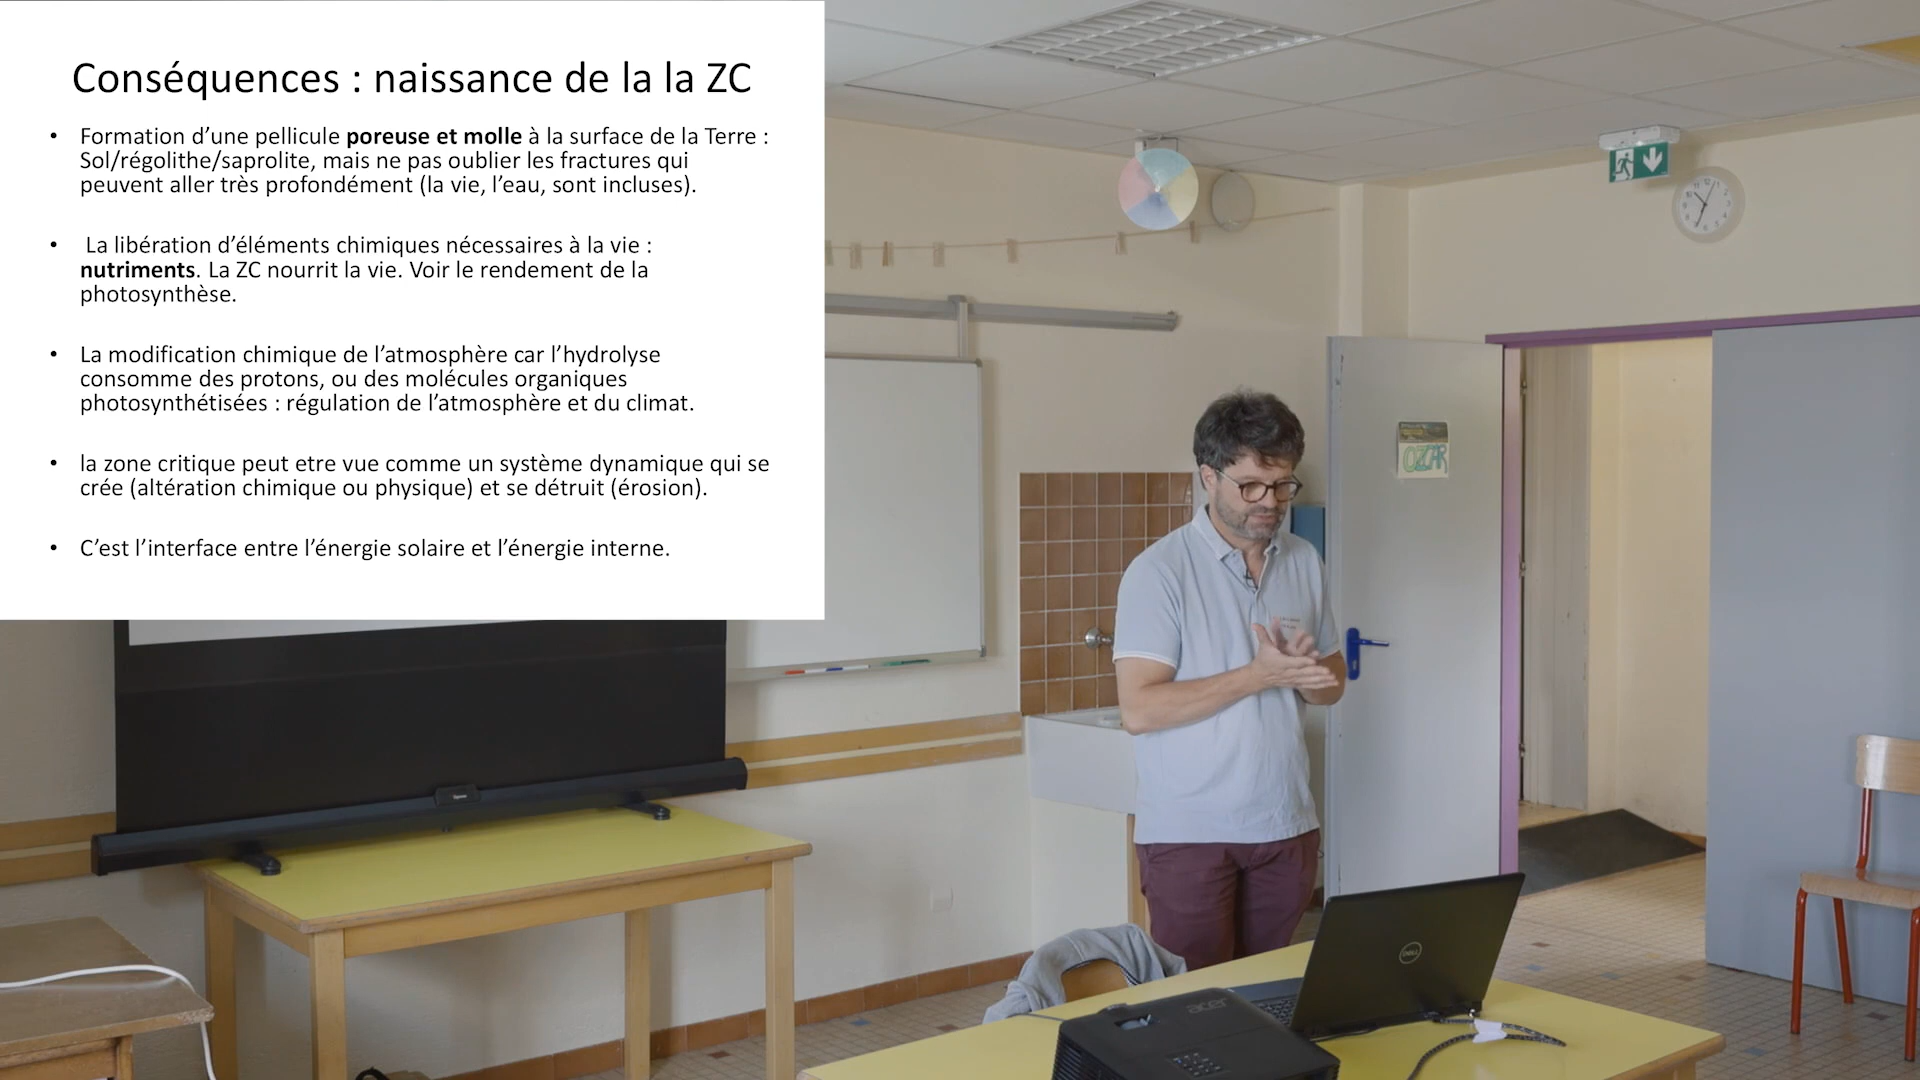 Conséquences : naissance de la la ZC
• Formation d’une pellicule poreuse et molle à la surface de la Terre :
Sol/régolithe/saprolite, mais ne pas oublier les fractures qui
peuvent aller très profondément (la vie, l’eau, sont incluses).
• La libération d’éléments chimiques nécessaires à la vie :
nutriments. La ZC nourrit la vie. Voir le rendement de la
photosynthèse.
• La modification chimique de l’atmosphère car l’hydrolyse
consomme des protons, ou des molécules organiques
photosynthétisées : régulation de l’atmosphère et du climat.
• la zone critique peut etre vue comme un système dynamique qui se
crée (altération chimique ou physique) et se détruit (érosion).
• C’est l’interface entre l’énergie solaire et l’énergie interne.
OZCAR
DELL
acer